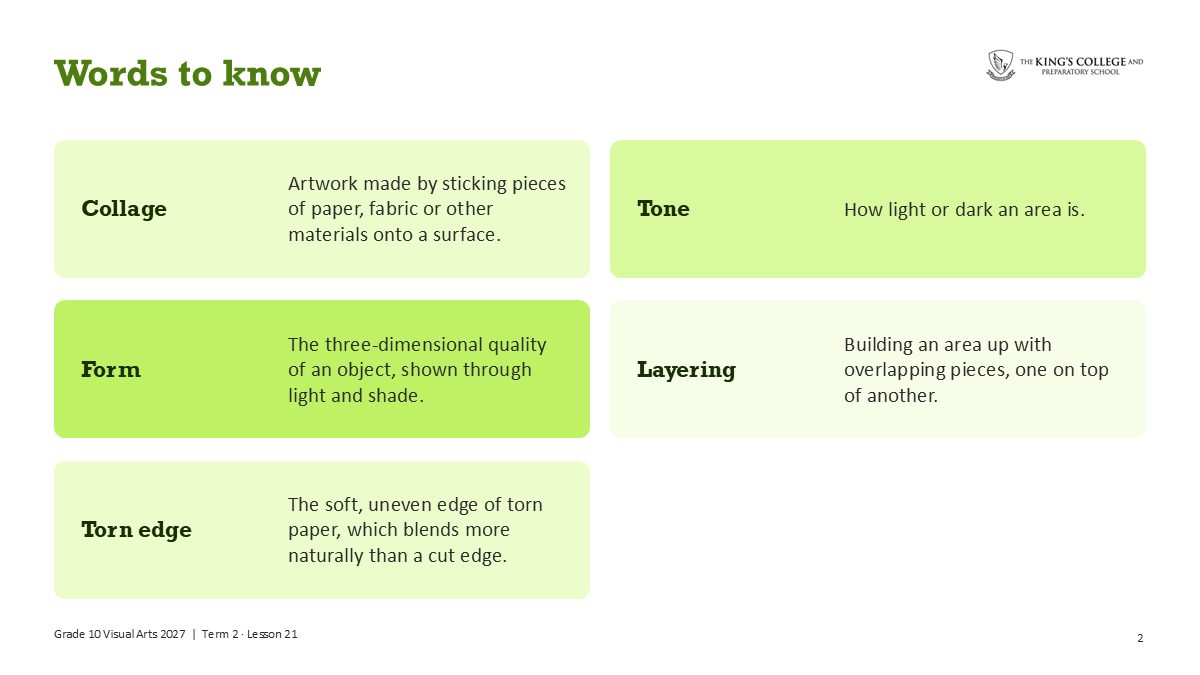 Words to know
THE KING'S COLLEGE AND
PREPARATORY SCHOOL
Collage
Artwork made by sticking pieces
of paper, fabric or other
materials onto a surface.
Tone
How light or dark an area is.
Form
The three-dimensional quality
of an object, shown through
light and shade.
Layering
Building an area up with
overlapping pieces, one on top
of another.
Torn edge
The soft, uneven edge of torn
paper, which blends more
naturally than a cut edge.
Grade 10 Visual Arts 2027 | Term 2 · Lesson 21
2